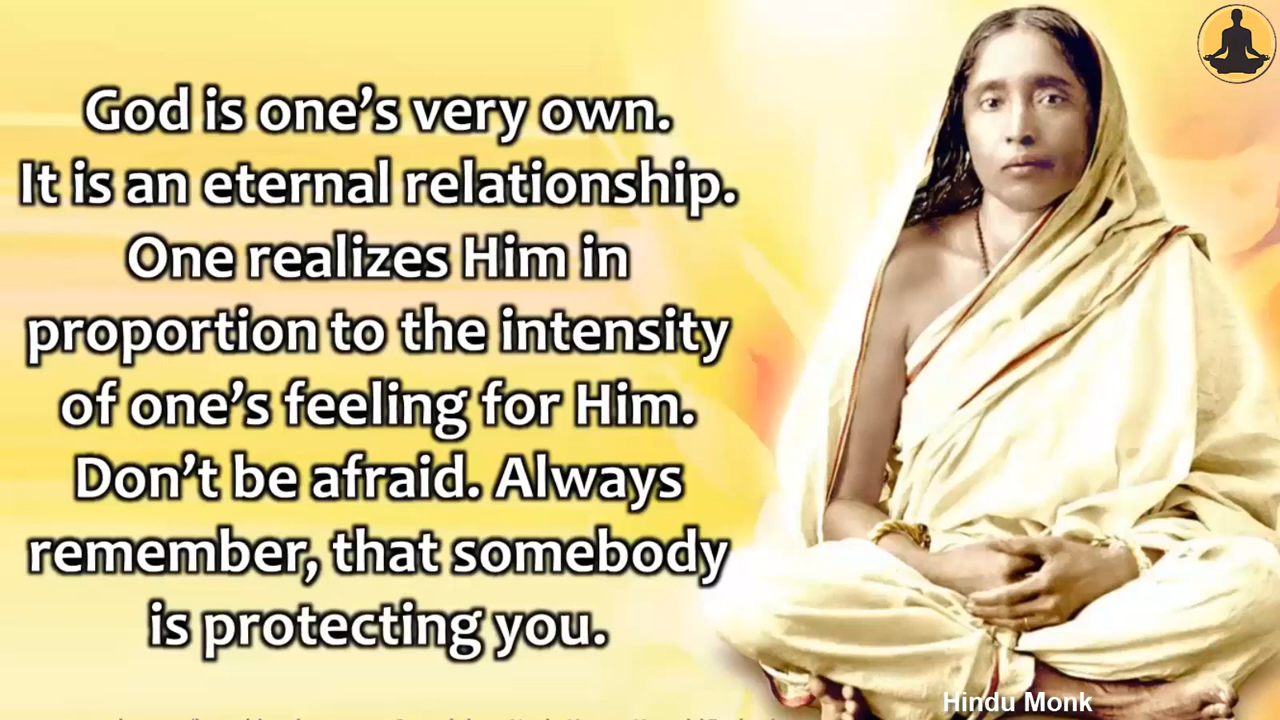 God is one’s very own.
It is an eternal relationship.
One realizes Him in
proportion to the intensity
of one’s feeling for Him.
Don’t be afraid. Always
remember, that somebody
is protecting you.
Hindu Monk